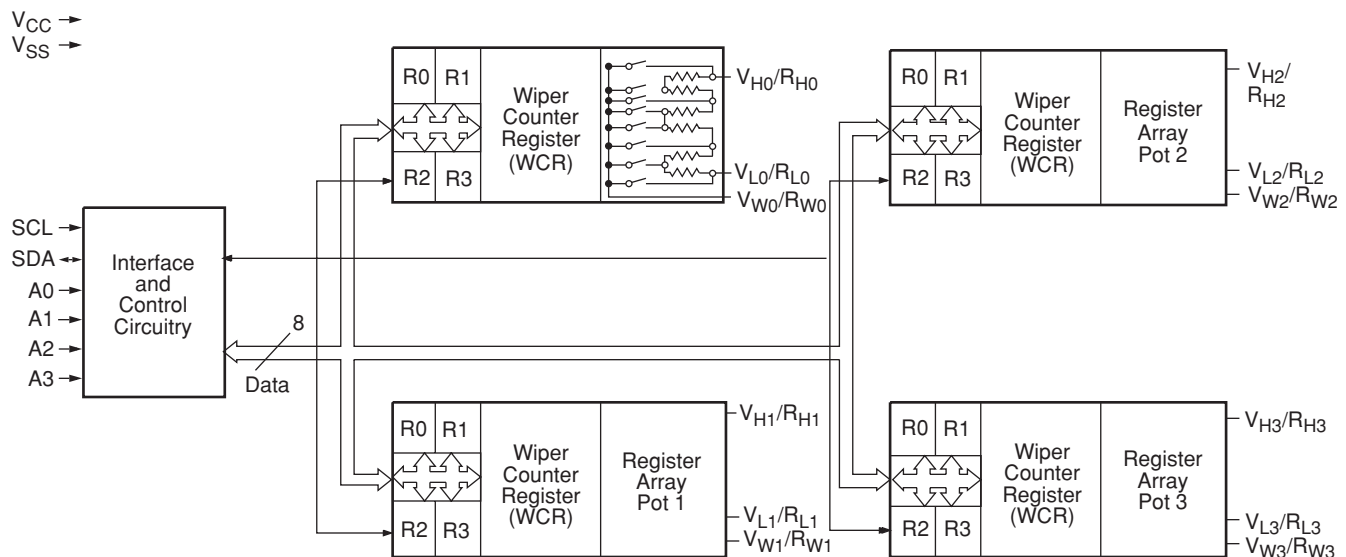 VCC
VSS
R0 R1
R2 R3
Wiper
Counter
Register
(WCR)
VH0/RH0
VL0/RL0
VW0/RW0
R0 R1
R2 R3
Wiper
Counter
Register
(WCR)
Register
Array
Pot 2
VH2/
RH2
VL2/RL2
VW2/RW2
SCL
SDA
A0
A1
A2
A3
Interface
and
Control
Circuitry
8
Data
R0 R1
R2 R3
Wiper
Counter
Register
(WCR)
Register
Array
Pot 1
VH1/RH1
VL1/RL1
VW1/RW1
R0 R1
R2 R3
Wiper
Counter
Register
(WCR)
Register
Array
Pot 3
VH3/RH3
VL3/RL3
VW3/RW3